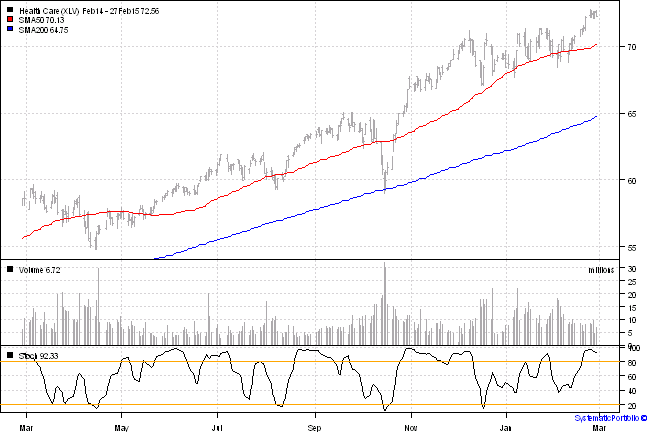 Health Care (XLV) Feb14 - 27Feb15 72.56
SMA50 70.13
SMA200 64.75
70
65
60
55
Volume 6.72
millions
30
25
20
15
10
5
0
Stoch 92.33
100
80
60
40
20
Mar May Jul Sep Nov Jan Mar
SystematicPortfolio ©